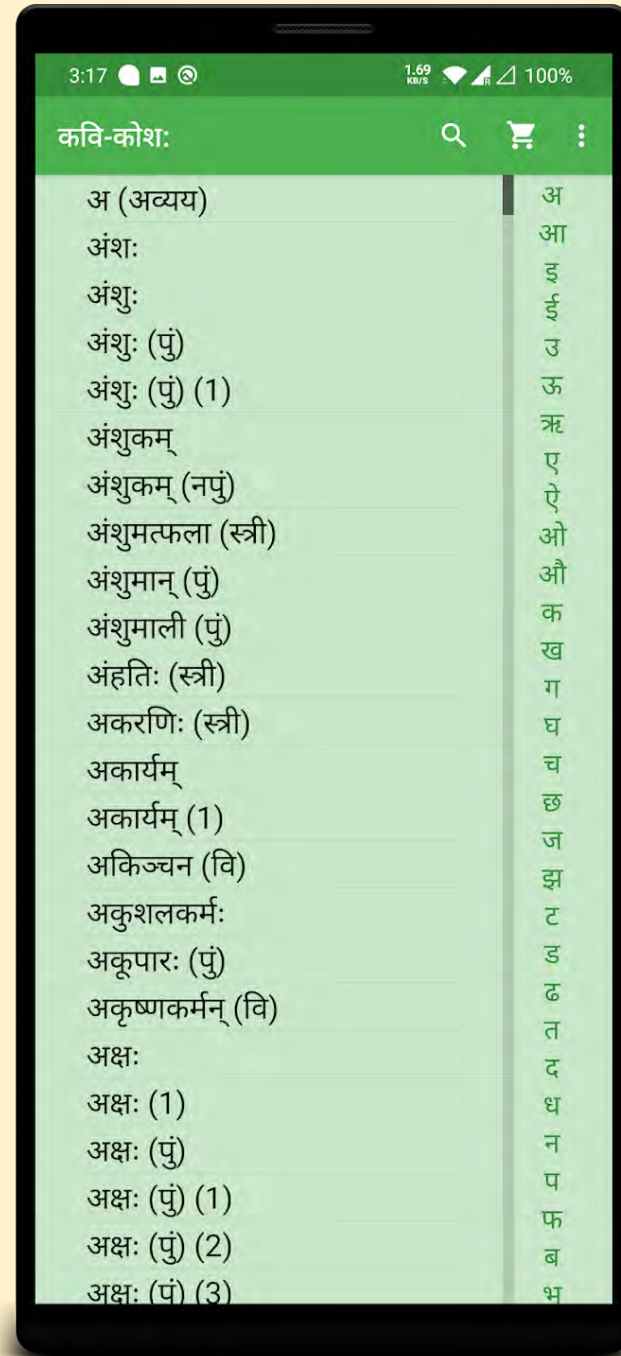 3:17 1.69 KB/S R 100%
कवि-कोश:
अ (अव्यय)
अंशः
अंशुः
अंशुः (पुं)
अंशुः (पुं) (1)
अंशुकम्
अंशुकम् (नपुं)
अंशुमत्फला (स्त्री)
अंशुमान् (पुं)
अंशुमाली (पुं)
अंहतिः (स्त्री)
अकरणिः (स्त्री)
अकार्यम्
अकार्यम् (1)
अकिञ्चन (वि)
अकुशलकर्मः
अकूपारः (पुं)
अकृष्णकर्मन् (वि)
अक्षः
अक्षः (1)
अक्षः (पुं)
अक्षः (पुं) (1)
अक्षः (पुं) (2)
अक्षः (पुं) (3)
अ
आ
इ
ई
उ
ऊ
ऋ
ए
ऐ
ओ
औ
क
ख
ग
घ
च
छ
ज
झ
ट
ड
ढ
त
द
ध
न
प
फ
ब
भ